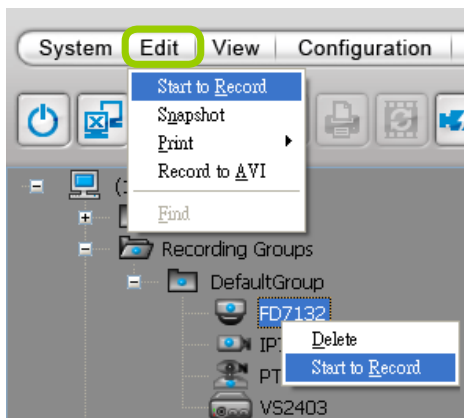 System Edit View Configuration
Start to Record
Snapshot
Print
Record to AVI
Find
Recording Groups
DefaultGroup
FD7132
Delete
Start to Record
VS2403